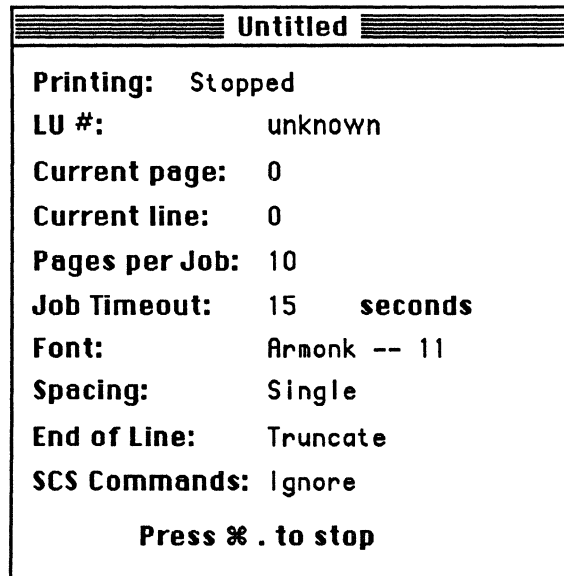 Untitled
Printing: Stopped
LU #: unknown
Current page: 0
Current line: 0
Pages per Job: 10
Job Timeout: 15 seconds
Font: Armonk -- 11
Spacing: Single
End of Line: Truncate
SCS Commands: Ignore
Press ⌘ . to stop